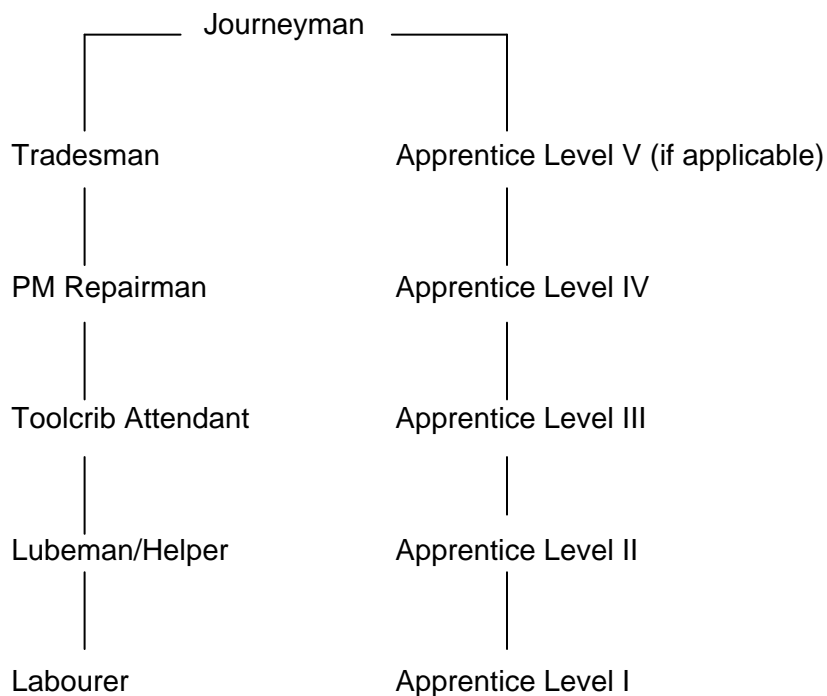 Journeyman
Tradesman Apprentice Level V (if applicable)
PM Repairman Apprentice Level IV
Toolcrib Attendant Apprentice Level III
Lubeman/Helper Apprentice Level II
Labourer Apprentice Level I